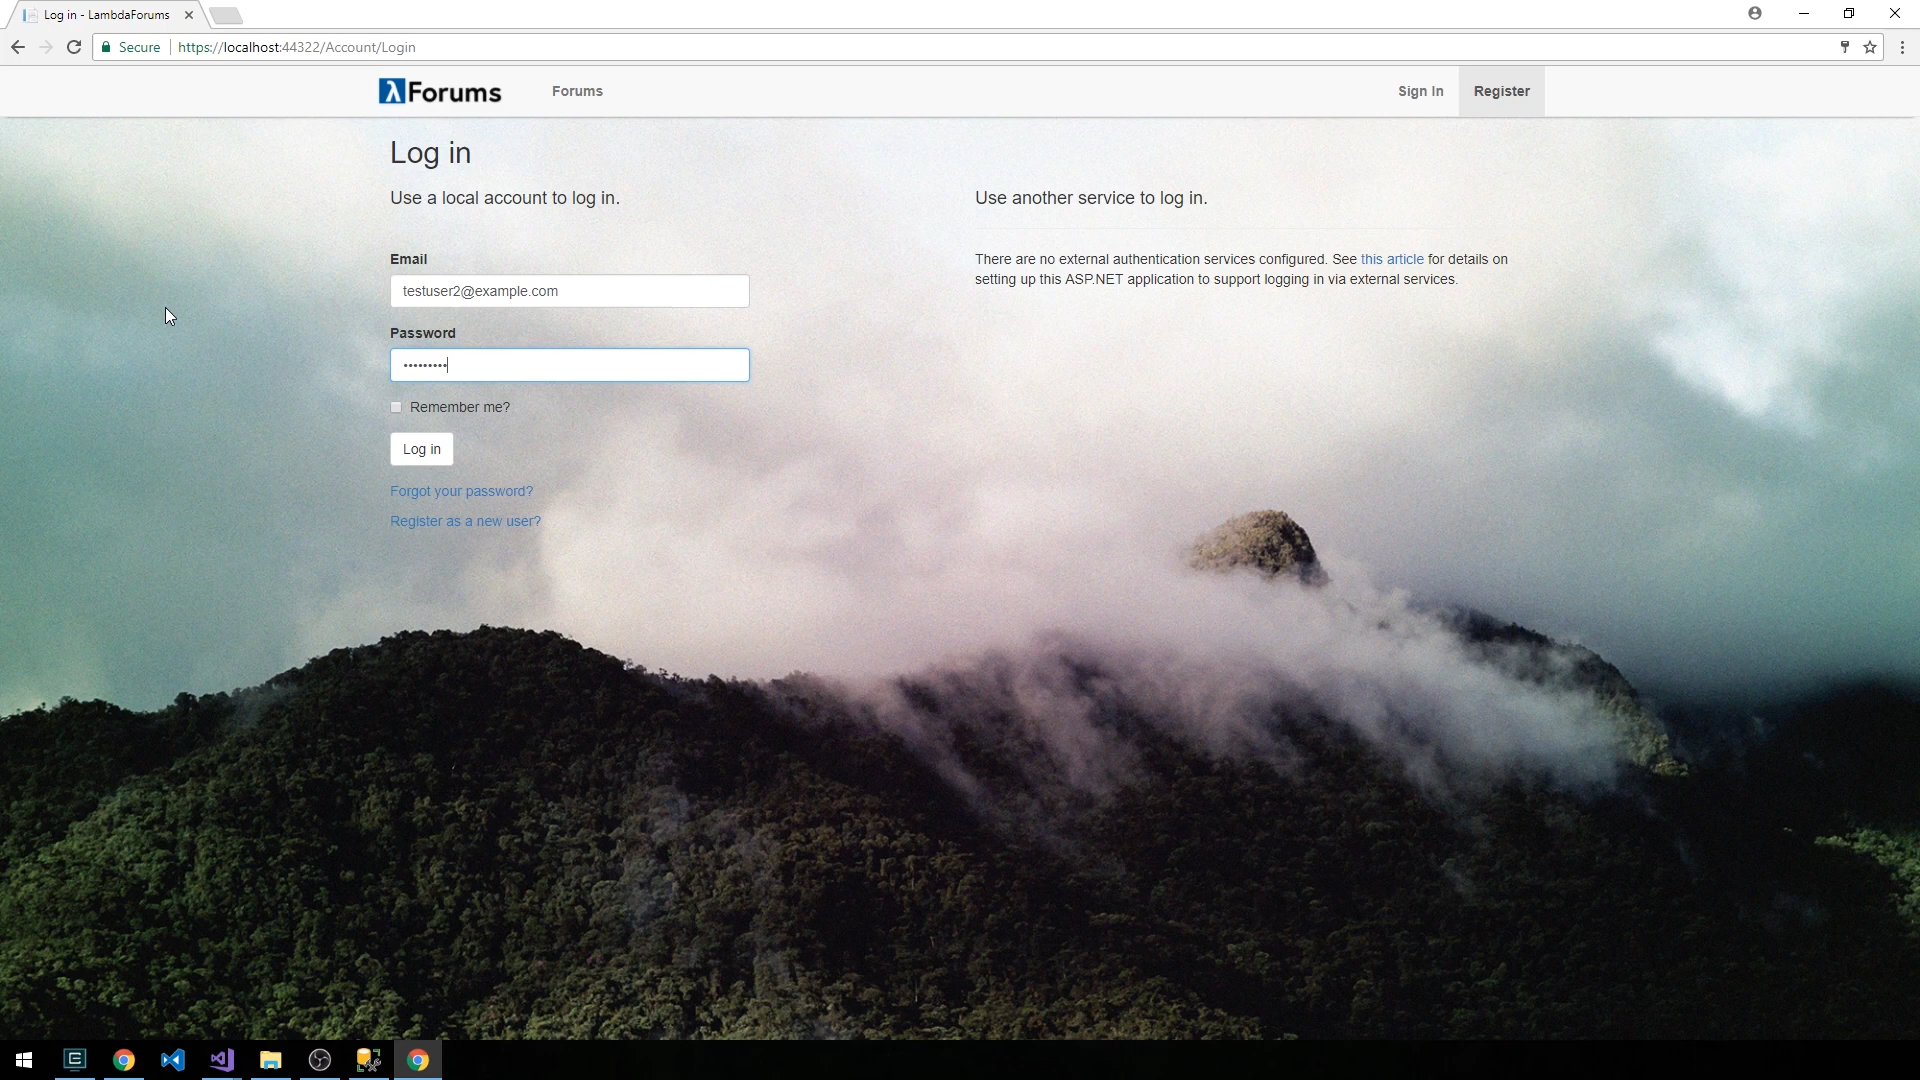 Log in - LambdaForums
Secure
https://localhost:44322/Account/Login
λForums
Forums
Sign In
Register
Log in
Use a local account to log in.
Email
testuser2@example.com
Password
•••••••••
Remember me?
Log in
Forgot your password?
Register as a new user?
Use another service to log in.
There are no external authentication services configured. See this article for details on
setting up this ASP.NET application to support logging in via external services.